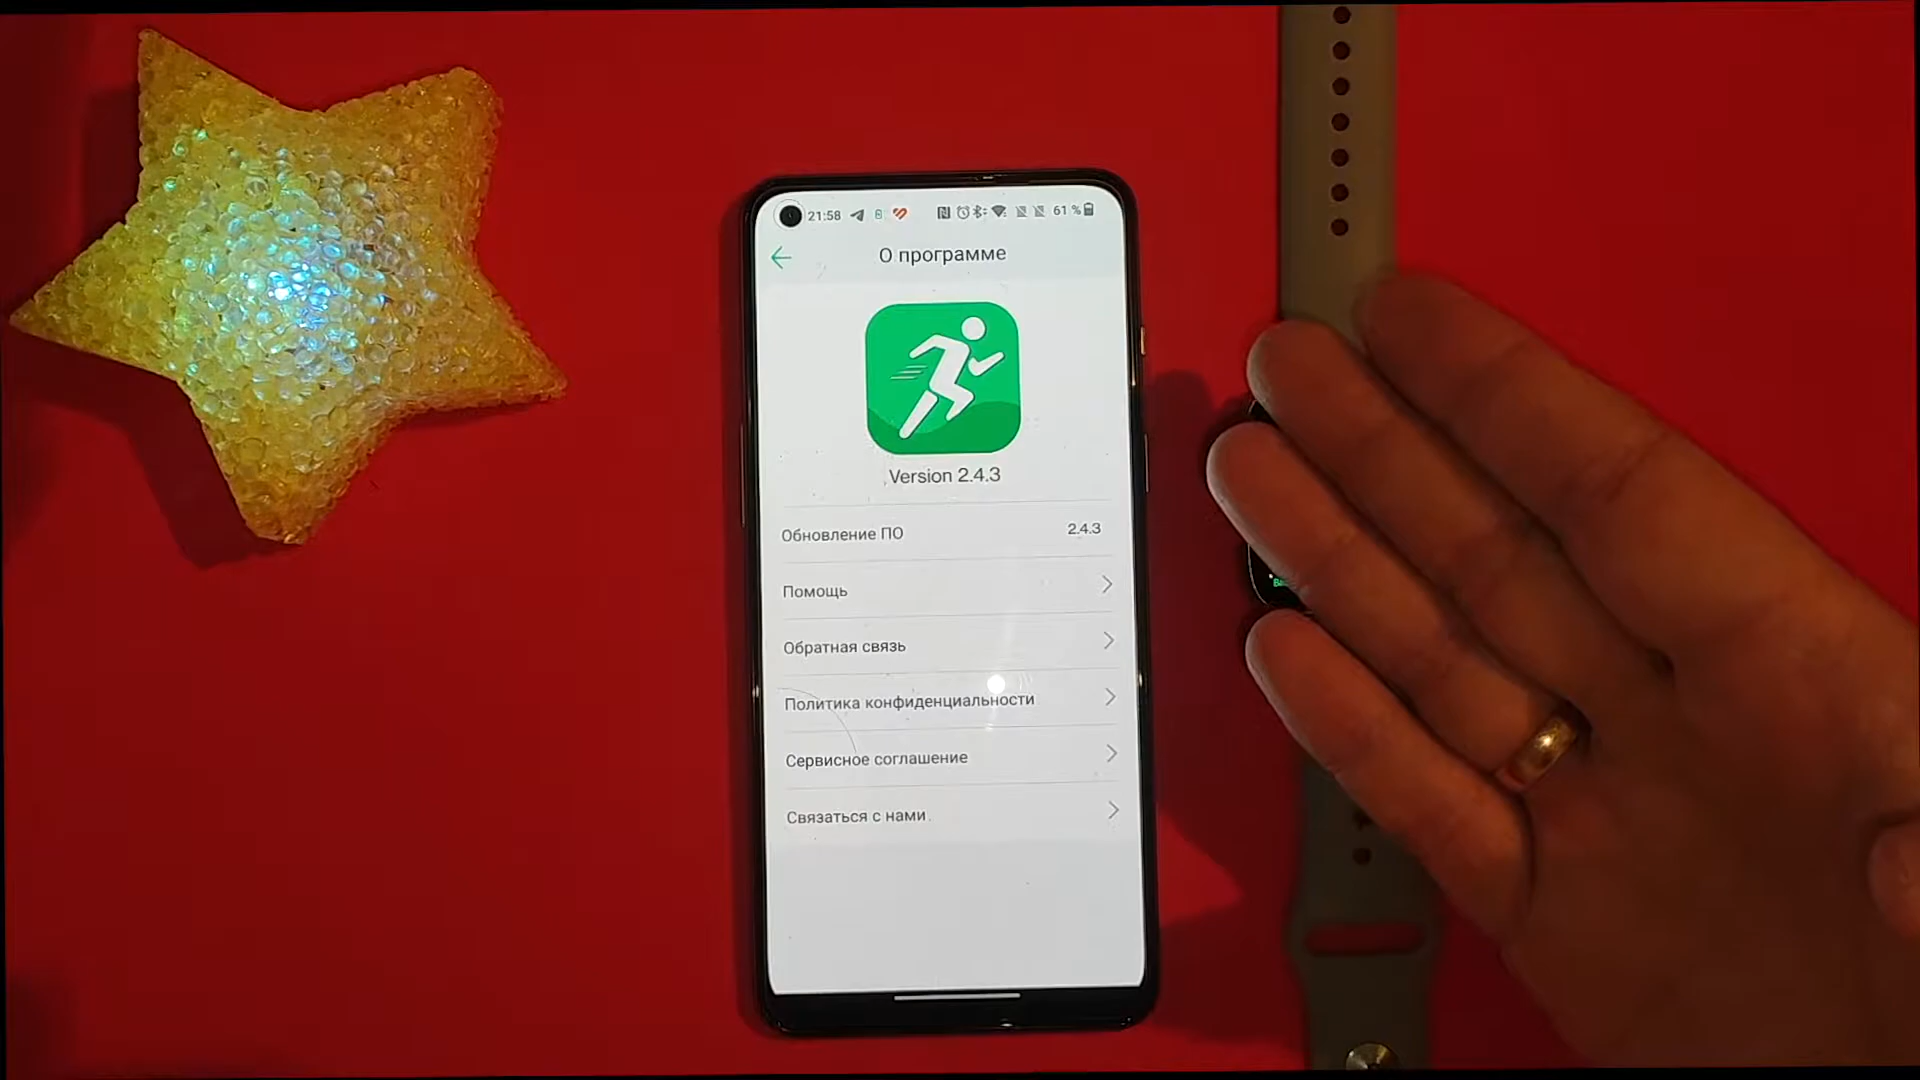 21:58 61 %
О программе
Version 2.4.3
Обновление ПО 2.4.3
Помощь
Обратная связь
Политика конфиденциальности
Сервисное соглашение
Связаться с нами